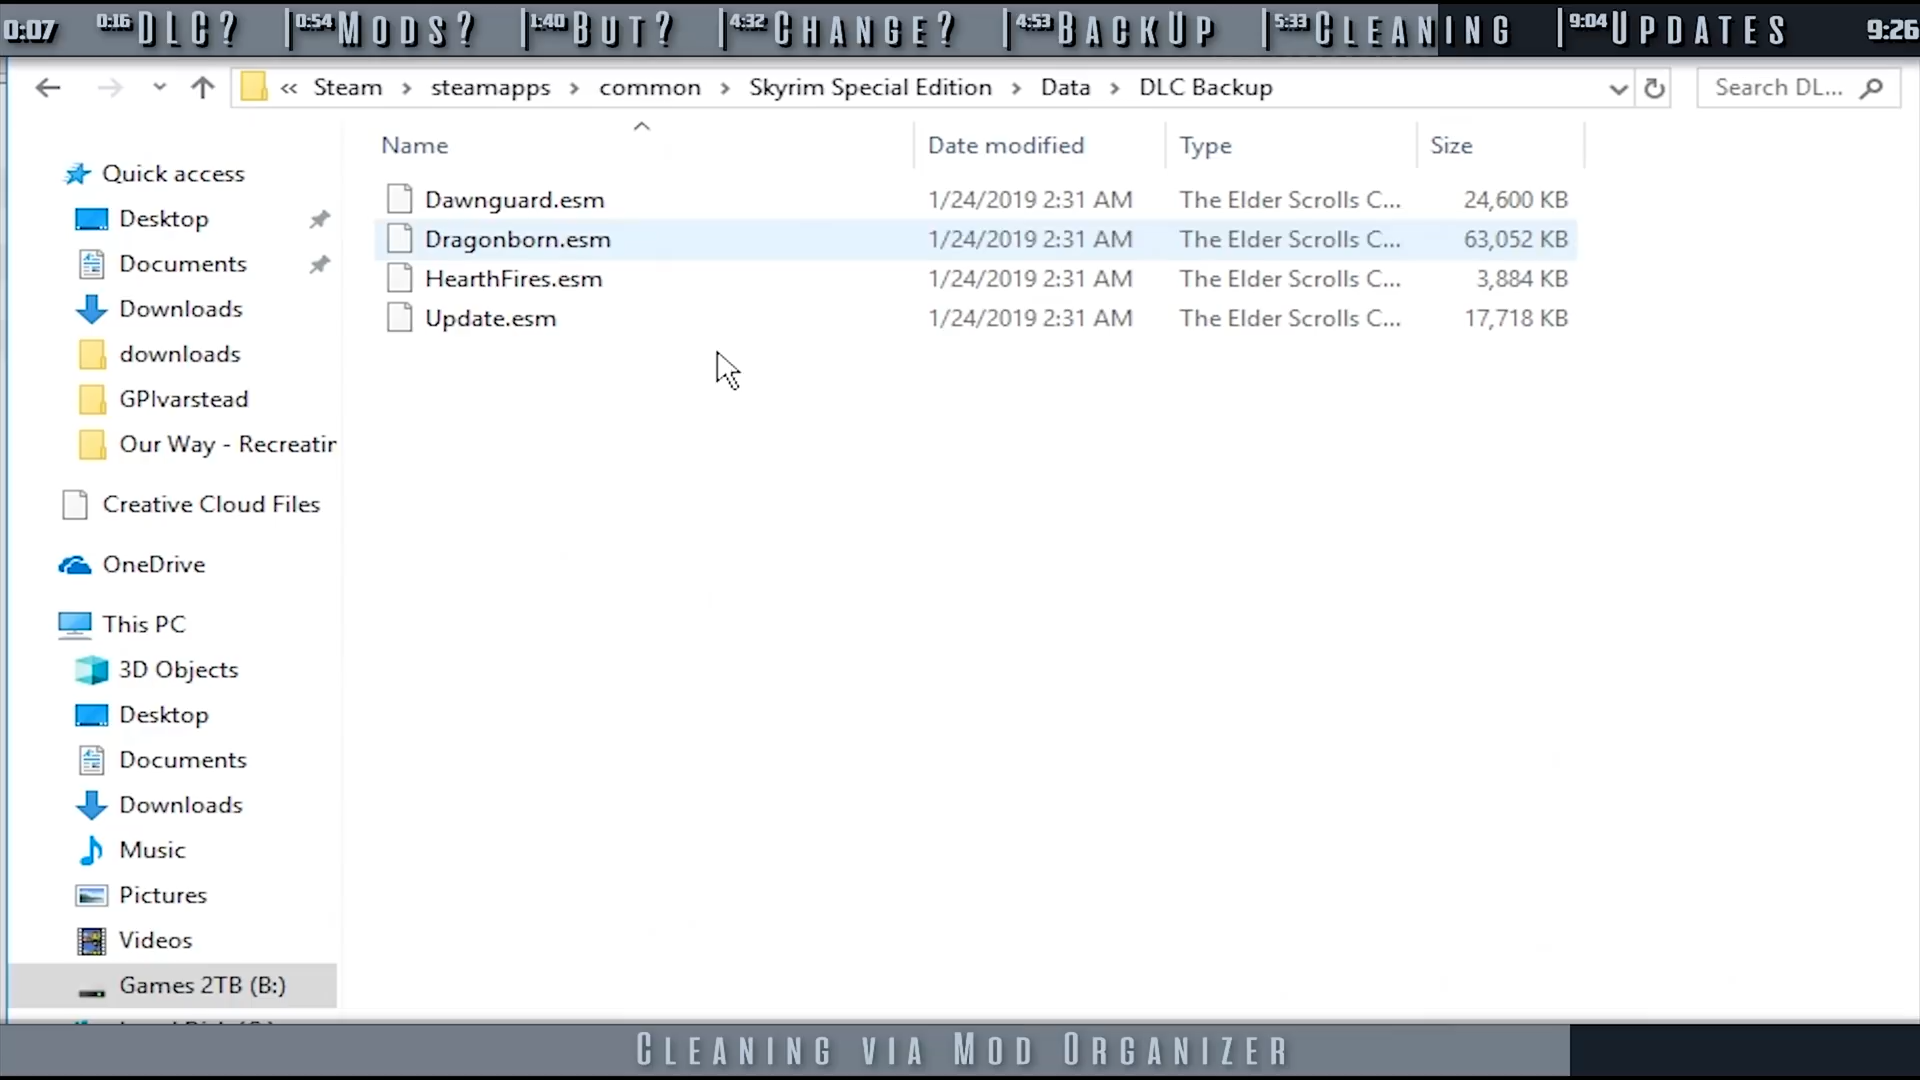 0:07 0:16 DLC? 0:54 MODS? 1:40 BUT? 4:32 CHANGE? 4:53 BACKUP 5:33 CLEANING 9:04 UPDATES 9:26
« Steam › steamapps › common › Skyrim Special Edition › Data › DLC Backup Search DL...
Name Date modified Type Size
Quick access
Desktop
Documents
Downloads
downloads
GPIvarstead
Our Way - Recreatin
Creative Cloud Files
OneDrive
This PC
3D Objects
Desktop
Documents
Downloads
Music
Pictures
Videos
Games 2TB (B:)
Dawnguard.esm 1/24/2019 2:31 AM The Elder Scrolls C... 24,600 KB
Dragonborn.esm 1/24/2019 2:31 AM The Elder Scrolls C... 63,052 KB
HearthFires.esm 1/24/2019 2:31 AM The Elder Scrolls C... 3,884 KB
Update.esm 1/24/2019 2:31 AM The Elder Scrolls C... 17,718 KB
CLEANING VIA MOD ORGANIZER